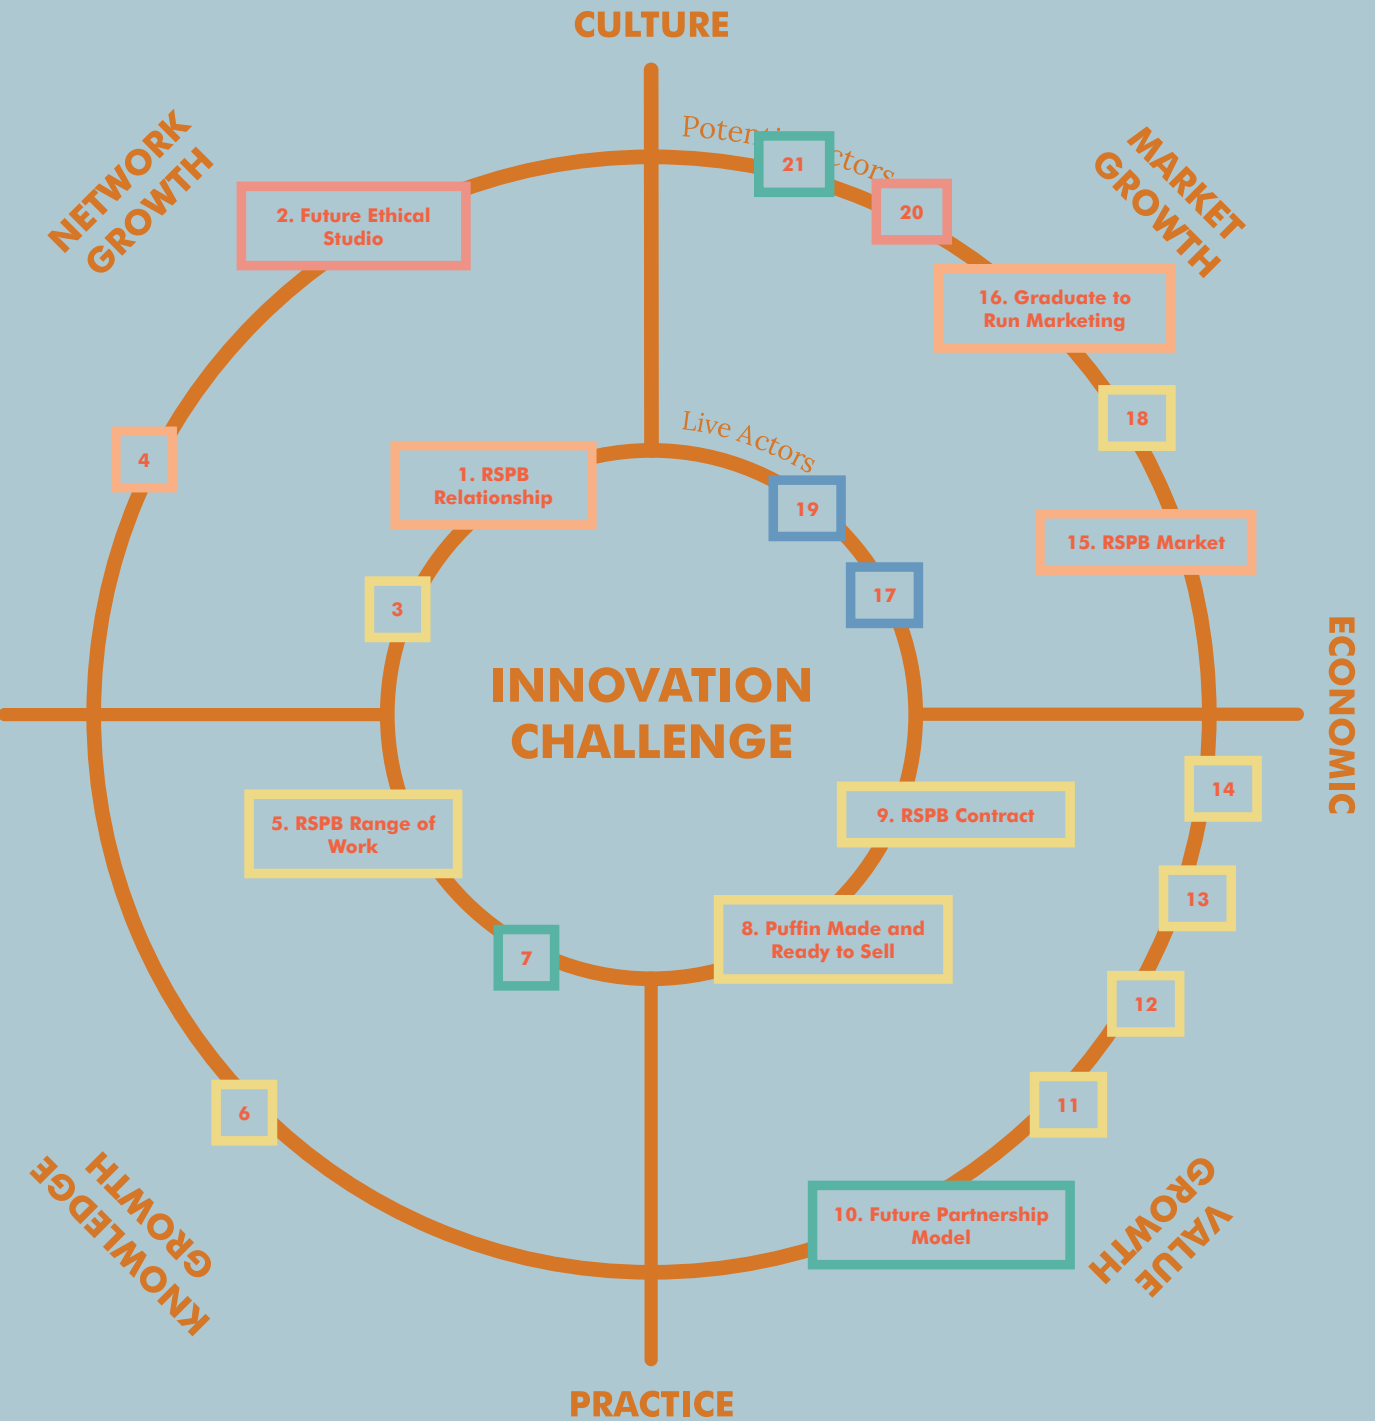 CULTURE
NETWORK
GROWTH
MARKET
GROWTH
21
20
2. Future Ethical
Studio
16. Graduate to
Run Marketing
18
Live Actors
4
1. RSPB
Relationship
19
15. RSPB Market
17
3
INNOVATION
CHALLENGE
ECONOMIC
14
9. RSPB Contract
5. RSPB Range of
Work
13
8. Puffin Made and
Ready to Sell
7
12
11
6
10. Future Partnership
Model
KNOWLEDGE
GROWTH
VALUE
GROWTH
PRACTICE